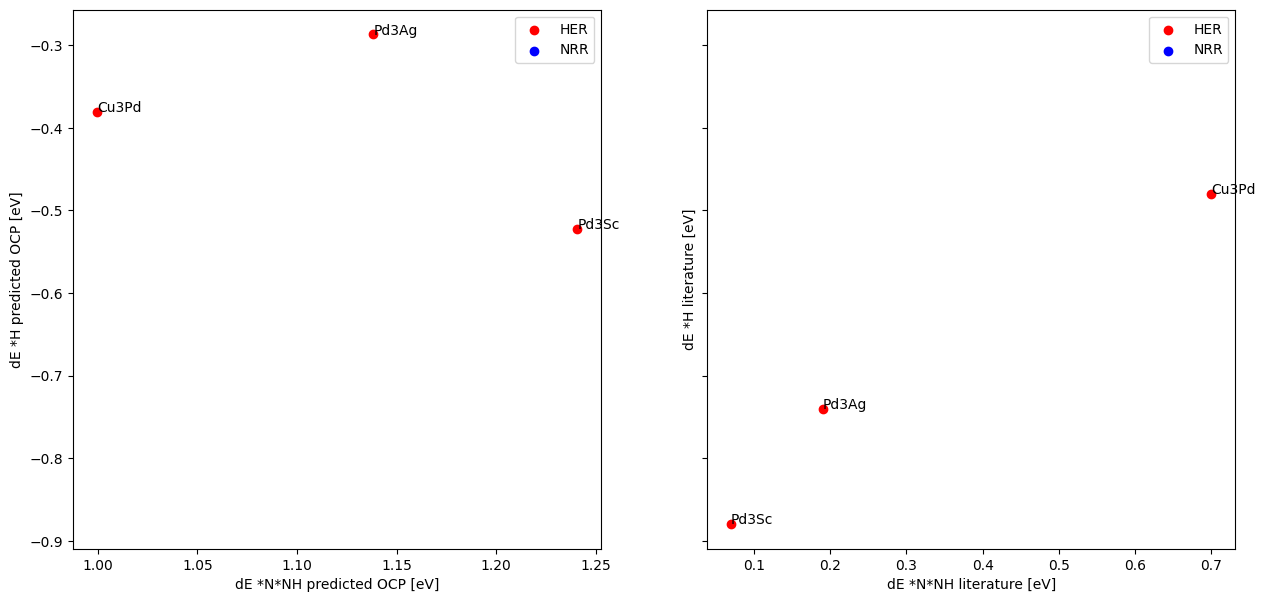 HER
NRR
Pd3Ag
Cu3Pd
Pd3Sc
−0.3
−0.4
−0.5
−0.6
−0.7
−0.8
−0.9
dE *H predicted OCP [eV]
1.00
1.05
1.10
1.15
1.20
1.25
dE *N*NH predicted OCP [eV]
HER
NRR
Cu3Pd
Pd3Ag
Pd3Sc
dE *H literature [eV]
0.1
0.2
0.3
0.4
0.5
0.6
0.7
dE *N*NH literature [eV]